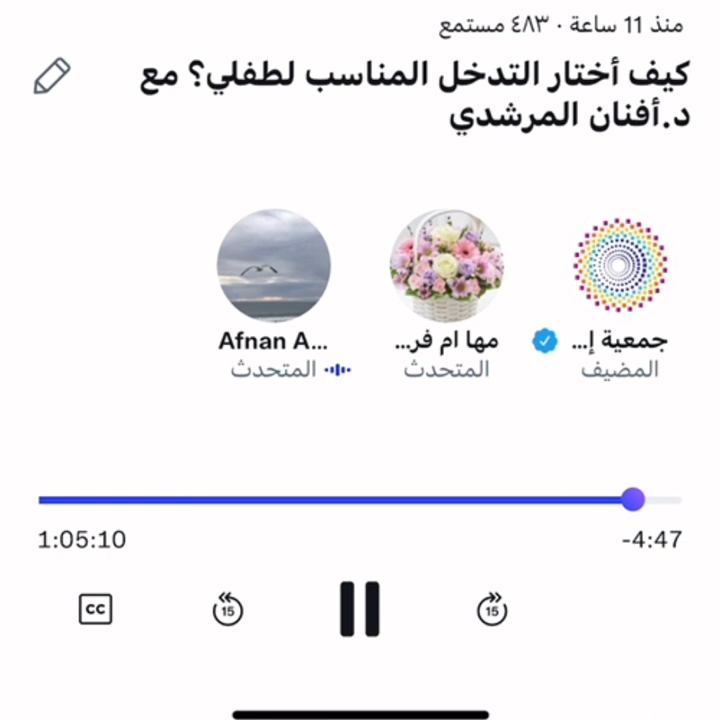 منذ 11 ساعة · ٤٨٣ مستمع
كيف أختار التدخل المناسب لطفلي؟ مع
د.أفنان المرشدي
جمعية إ...
المضيف
مها ام فر...
المتحدث
Afnan A...
المتحدث
1:05:10
-4:47
CC
15
15